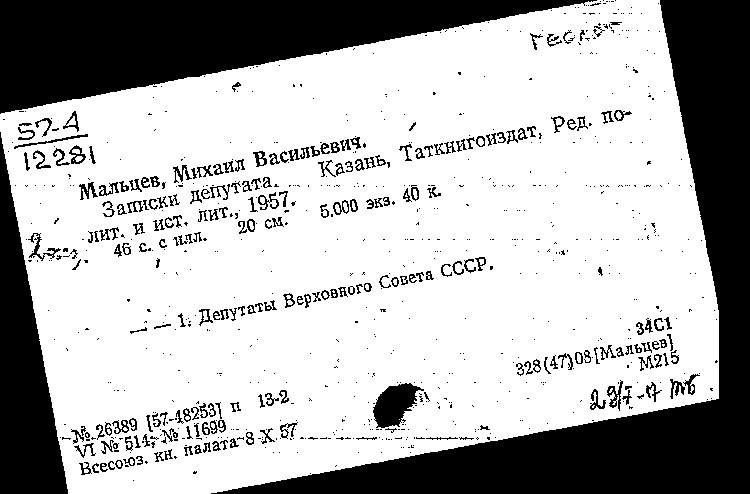 57-4
12281
Мальцев, Михаил Васильевич.
Записки депутата. Казань, Таткнигоиздат, Ред. по-
лит. и ист. лит., 1957.
46 с. с илл. 20 см. 5.000 экз. 40 к.
— — 1. Депутаты Верховного Совета СССР.
34С1
328(47)08[Мальцев]
М215
№ 26389 [57-48253] п 13-2
VI № 514; № 11699
Всесоюз. кн. палата 8 X 57